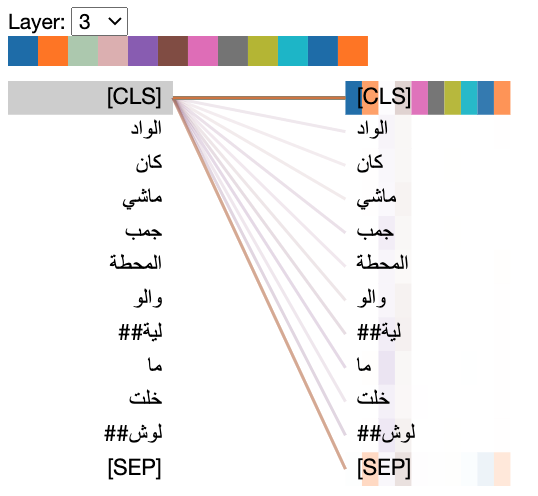 Layer: 3
[CLS] [CLS]
الواد الواد
كان كان
ماشي ماشي
جمب جمب
المحطة المحطة
والو والو
##لية ##لية
ما ما
خلت خلت
##لوش ##لوش
[SEP] [SEP]